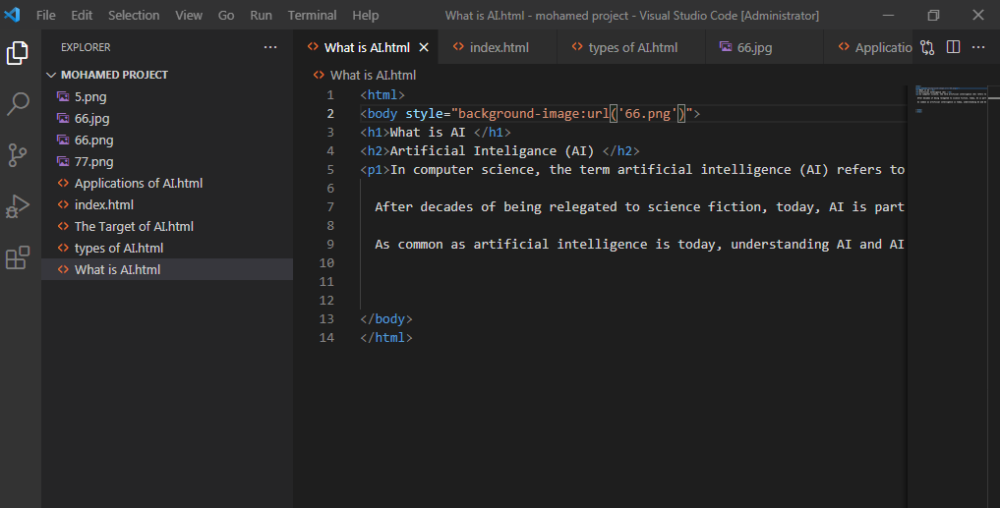 File Edit Selection View Go Run Terminal Help What is AI.html - mohamed project - Visual Studio Code [Administrator]
EXPLORER
MOHAMED PROJECT
5.png
66.jpg
66.png
77.png
Applications of AI.html
index.html
The Target of AI.html
types of AI.html
What is AI.html
What is AI.html index.html types of AI.html 66.jpg Applicatio
What is AI.html
1 <html>
2 <body style="background-image:url('66.png')">
3 <h1>What is AI </h1>
4 <h2>Artificial Inteligance (AI) </h2>
5 <p1>In computer science, the term artificial intelligence (AI) refers to
6
7 After decades of being relegated to science fiction, today, AI is part
8
9 As common as artificial intelligence is today, understanding AI and AI
10
11
12
13 </body>
14 </html>